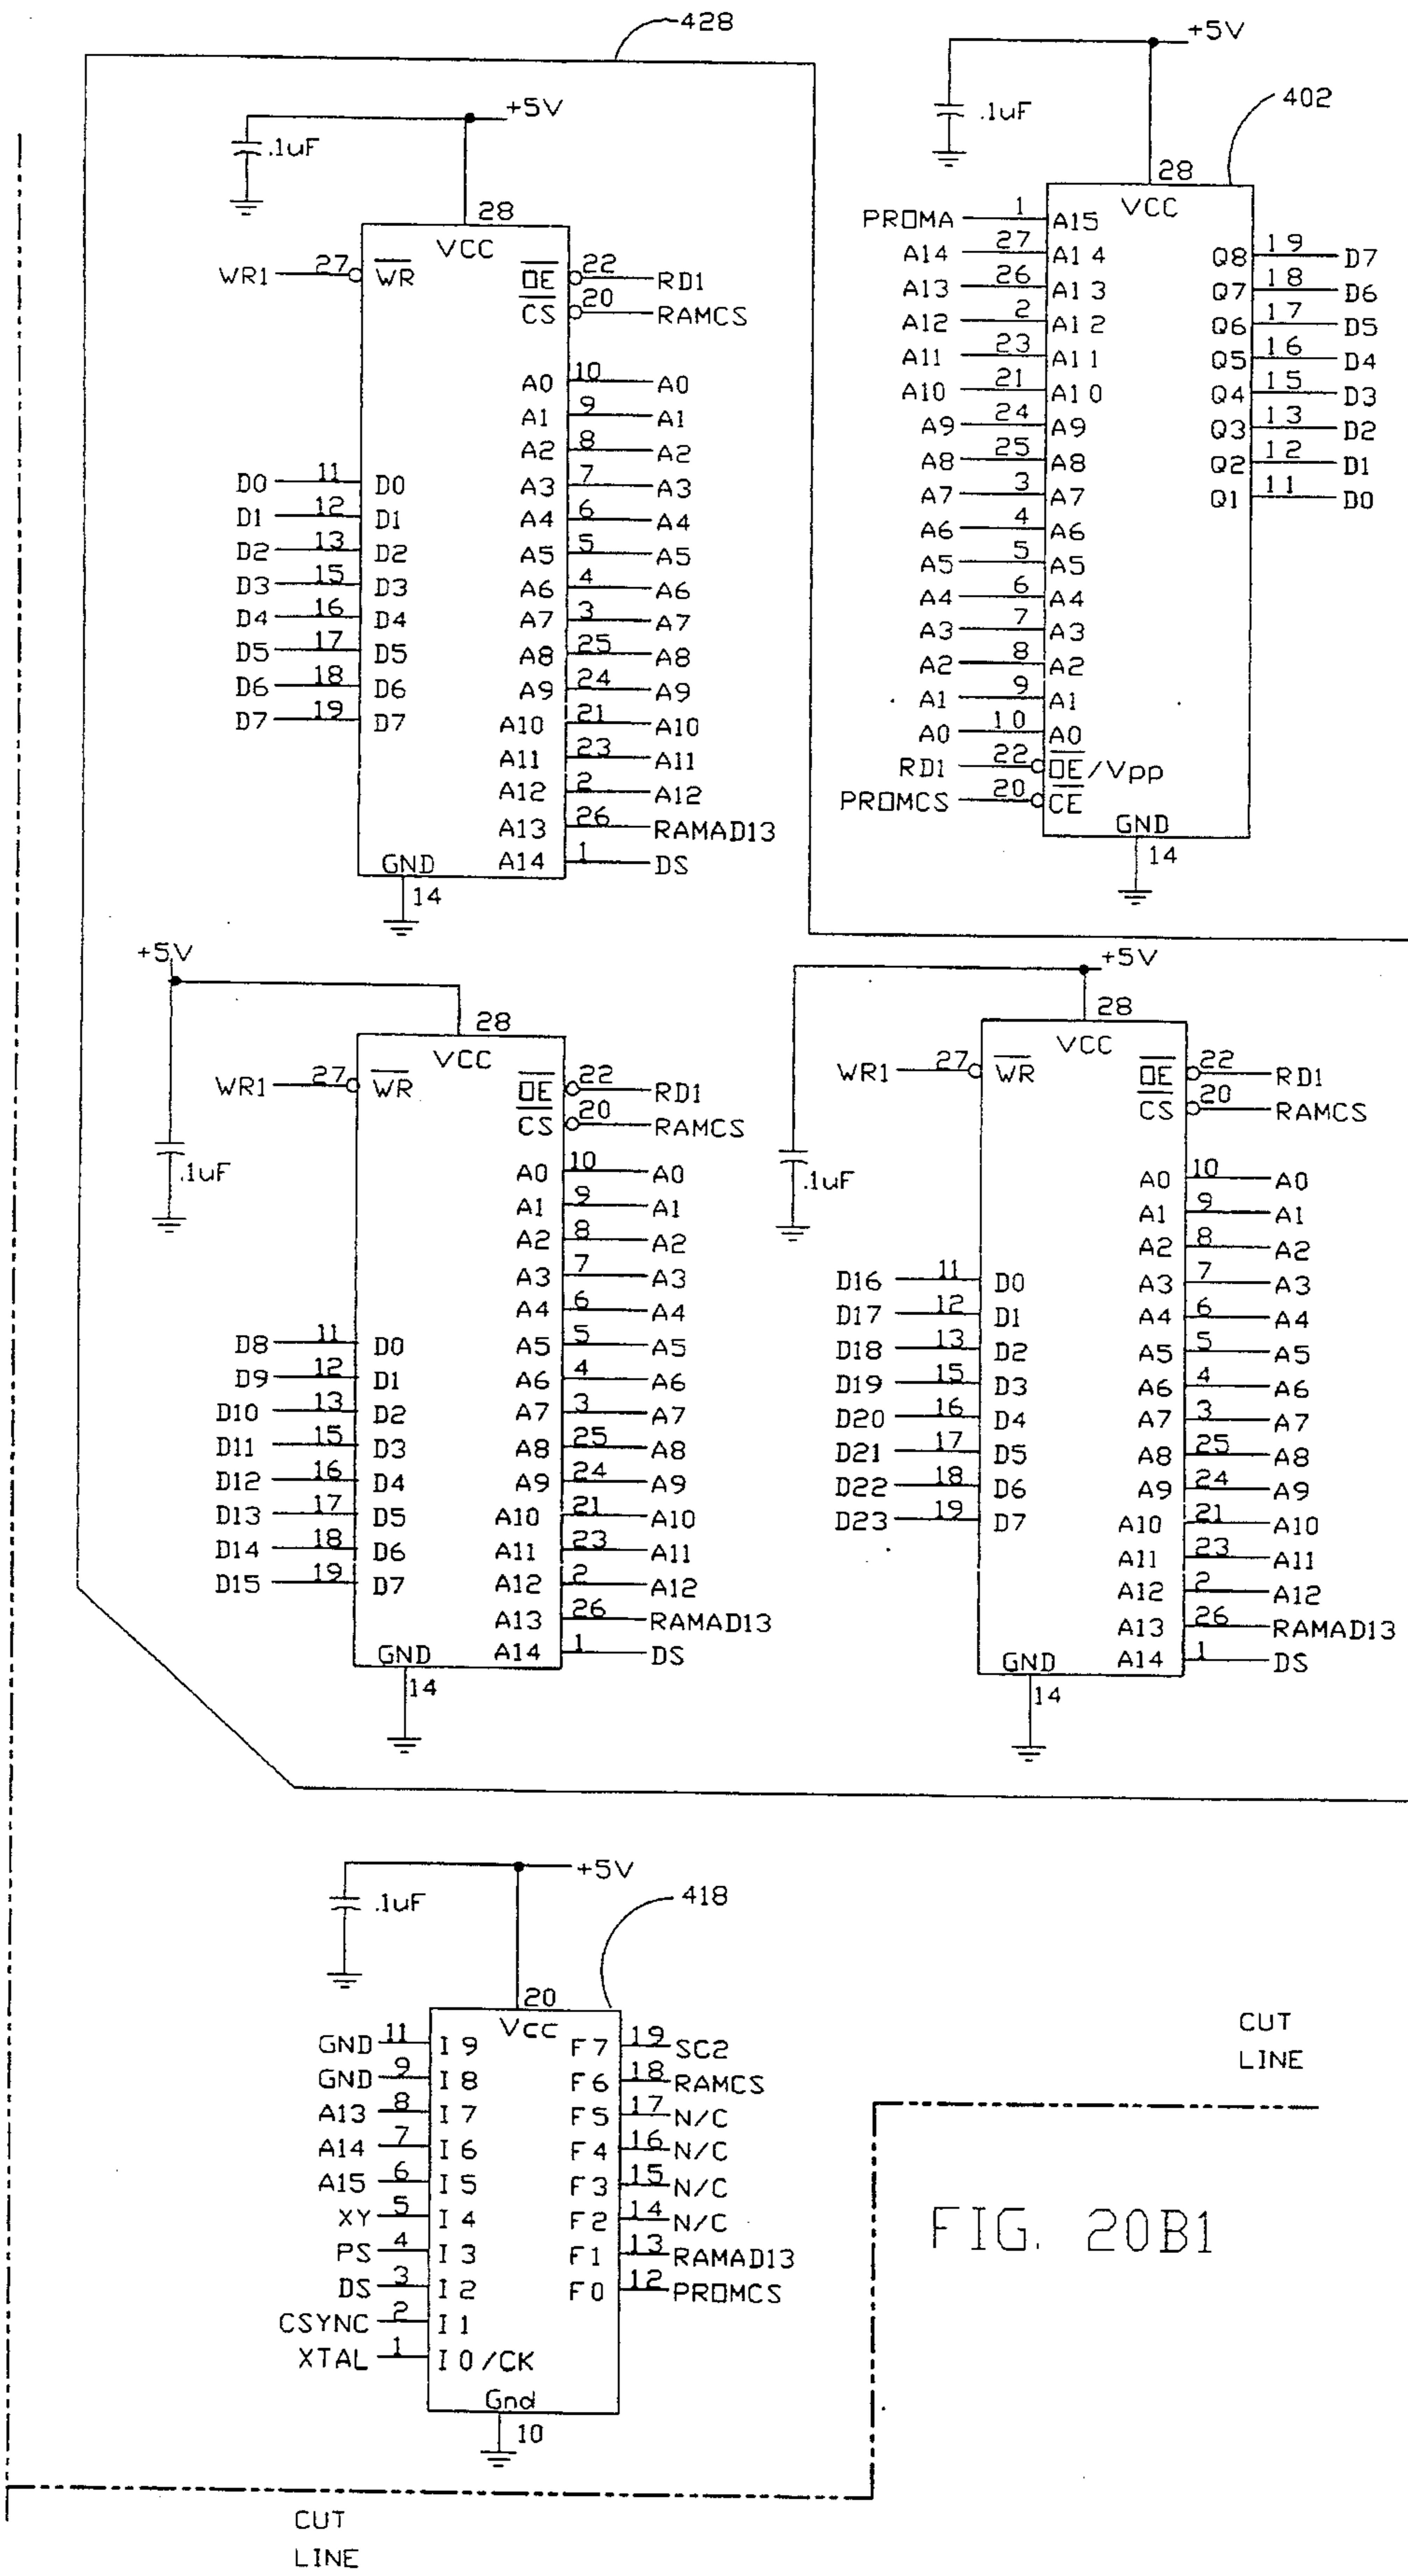 428
+5V
.1uF
28
VCC
WR1 27 WR OE 22 RD1
CS 20 RAMCS
A0 10 A0
A1 9 A1
A2 8 A2
D0 11 D0 A3 7 A3
D1 12 D1 A4 6 A4
D2 13 D2 A5 5 A5
D3 15 D3 A6 4 A6
D4 16 D4 A7 3 A7
D5 17 D5 A8 25 A8
D6 18 D6 A9 24 A9
D7 19 D7 A10 21 A10
A11 23 A11
A12 2 A12
A13 26 RAMAD13
GND A14 1 DS
14
+5V
.1uF
402
28
VCC
PROMA 1 A15
A14 27 A14 Q8 19 D7
A13 26 A13 Q7 18 D6
A12 2 A12 Q6 17 D5
A11 23 A11 Q5 16 D4
A10 21 A10 Q4 15 D3
A9 24 A9 Q3 13 D2
A8 25 A8 Q2 12 D1
A7 3 A7 Q1 11 D0
A6 4 A6
A5 5 A5
A4 6 A4
A3 7 A3
A2 8 A2
A1 9 A1
A0 10 A0
RD1 22 OE/Vpp
PROMCS 20 CE
GND
14
+5V
.1uF
28
VCC
WR1 27 WR OE 22 RD1
CS 20 RAMCS
A0 10 A0
A1 9 A1
A2 8 A2
A3 7 A3
A4 6 A4
D8 11 D0 A5 5 A5
D9 12 D1 A6 4 A6
D10 13 D2 A7 3 A7
D11 15 D3 A8 25 A8
D12 16 D4 A9 24 A9
D13 17 D5 A10 21 A10
D14 18 D6 A11 23 A11
D15 19 D7 A12 2 A12
A13 26 RAMAD13
GND A14 1 DS
14
+5V
.1uF
28
VCC
WR1 27 WR OE 22 RD1
CS 20 RAMCS
A0 10 A0
A1 9 A1
A2 8 A2
D16 11 D0 A3 7 A3
D17 12 D1 A4 6 A4
D18 13 D2 A5 5 A5
D19 15 D3 A6 4 A6
D20 16 D4 A7 3 A7
D21 17 D5 A8 25 A8
D22 18 D6 A9 24 A9
D23 19 D7 A10 21 A10
A11 23 A11
A12 2 A12
A13 26 RAMAD13
GND A14 1 DS
14
+5V
.1uF
418
20
Vcc
GND 11 I9 F7 19 SC2
GND 9 I8 F6 18 RAMCS
A13 8 I7 F5 17 N/C
A14 7 I6 F4 16 N/C
A15 6 I5 F3 15 N/C
XY 5 I4 F2 14 N/C
PS 4 I3 F1 13 RAMAD13
DS 3 I2 F0 12 PROMCS
CSYNC 2 I1
XTAL 1 I0/CK
Gnd
10
CUT
LINE
FIG. 20B1
CUT
LINE